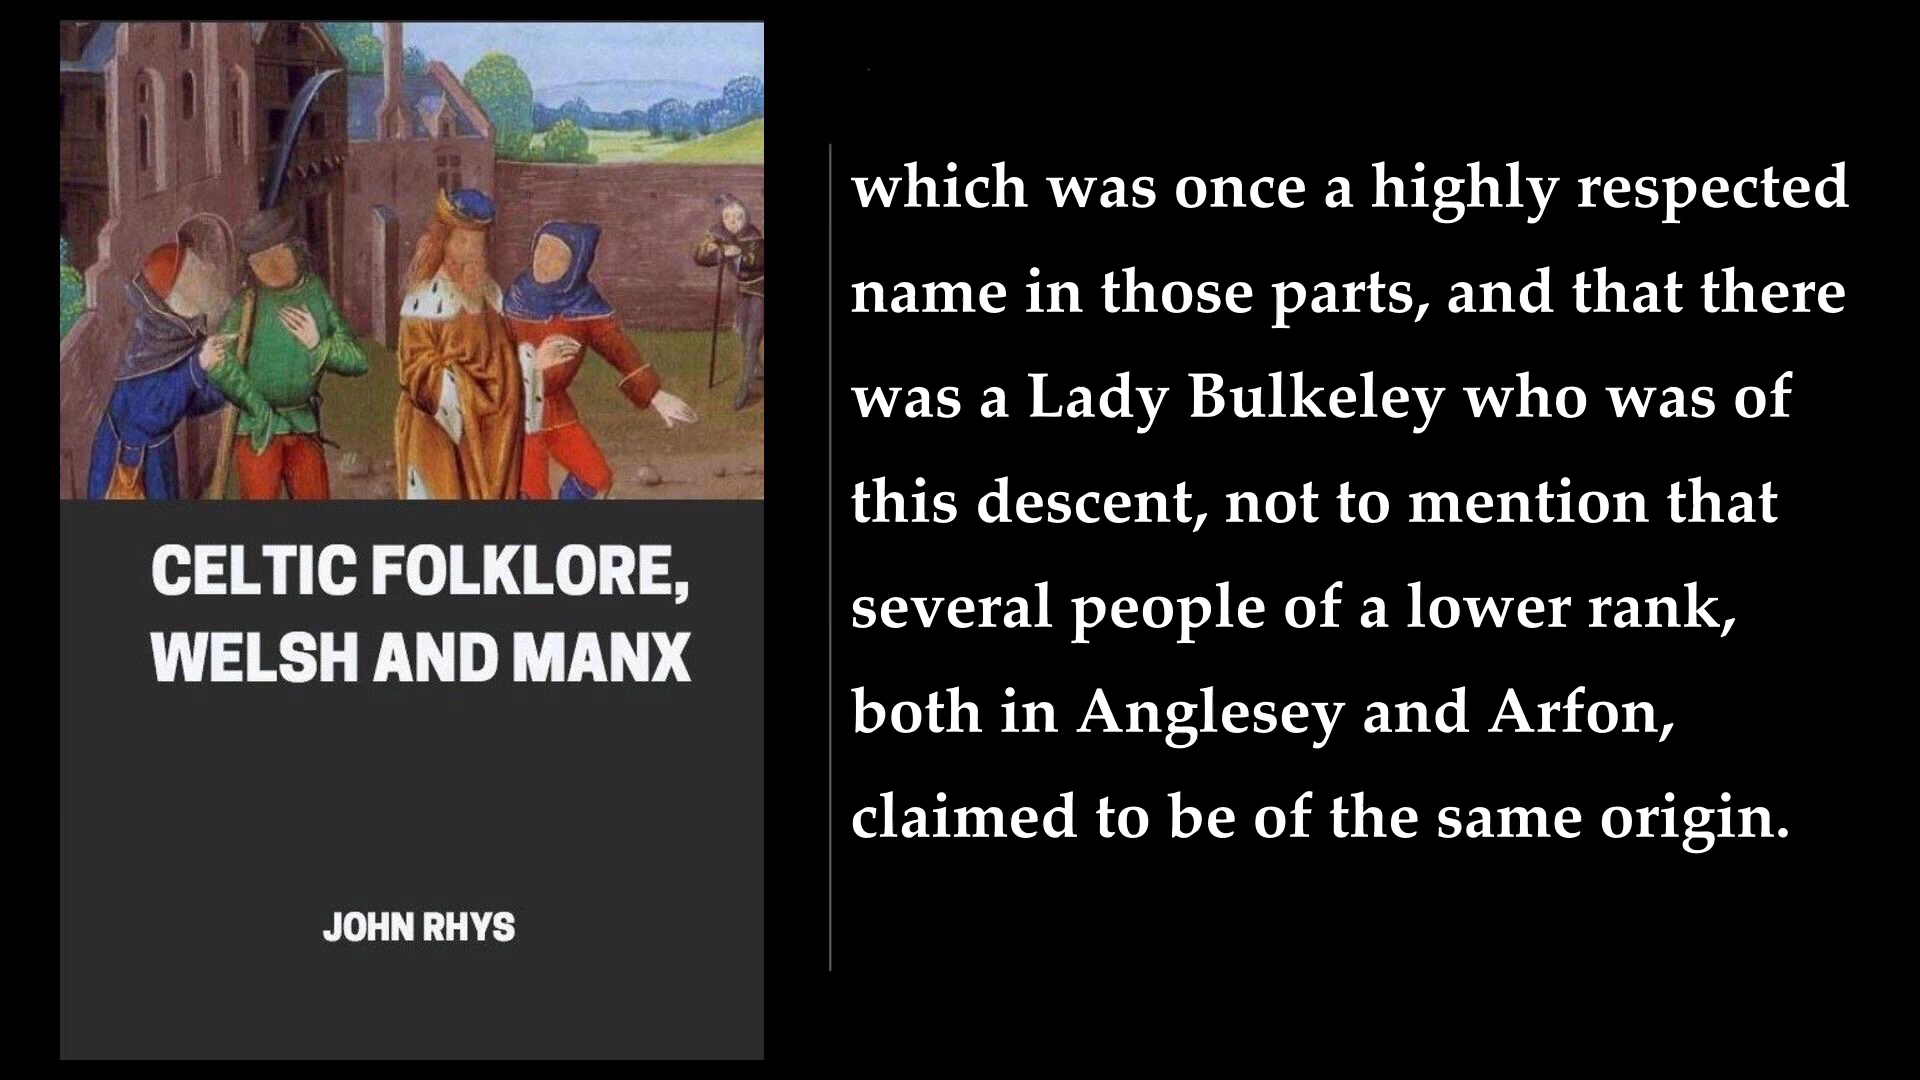 CELTIC FOLKLORE,
WELSH AND MANX
JOHN RHYS
which was once a highly respected
name in those parts, and that there
was a Lady Bulkeley who was of
this descent, not to mention that
several people of a lower rank,
both in Anglesey and Arfon,
claimed to be of the same origin.